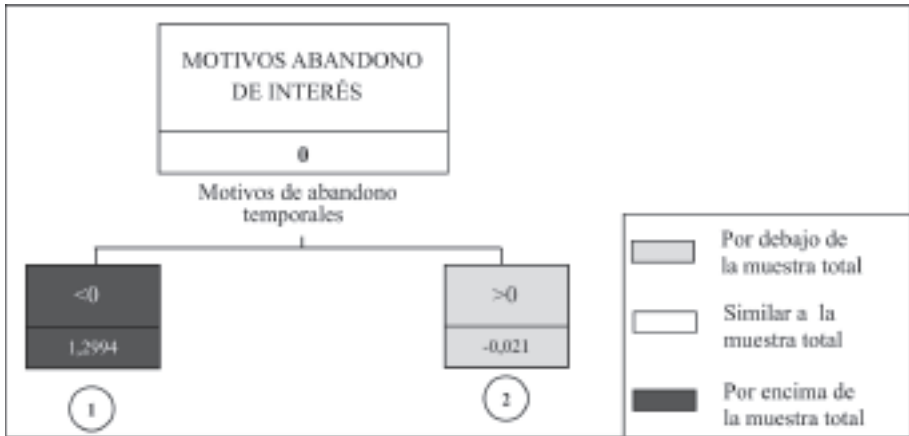 MOTIVOS ABANDONO
DE INTERÉS
0
Motivos de abandono
temporales
<0
1,2994
1
>0
-0,021
2
Por debajo de
la muestra total
Similar a la
muestra total
Por encima de
la muestra total